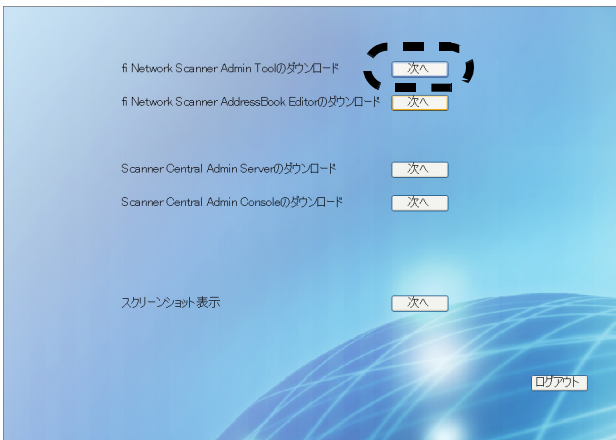 fi Network Scanner Admin Toolのダウンロード 次へ
fi Network Scanner AddressBook Editorのダウンロード 次へ
Scanner Central Admin Serverのダウンロード 次へ
Scanner Central Admin Consoleのダウンロード 次へ
スクリーンショット表示 次へ
ログアウト